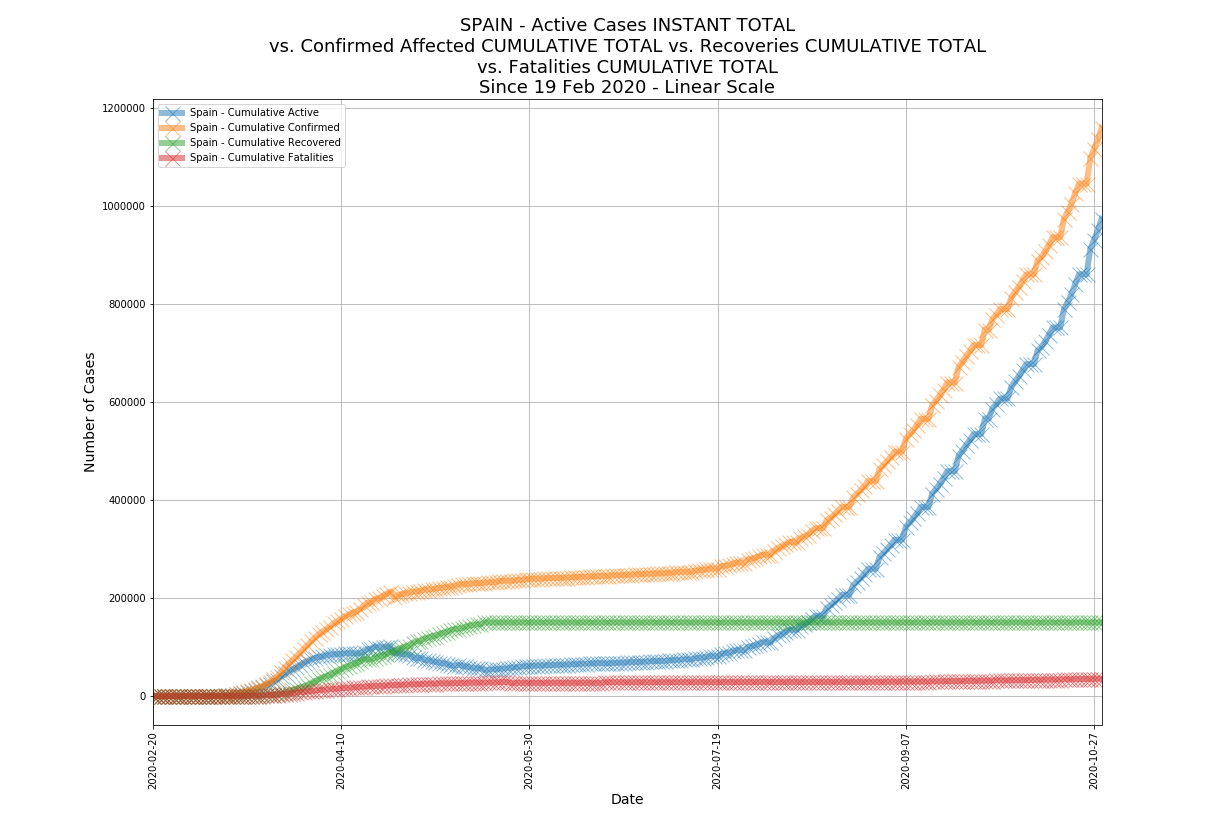 SPAIN - Active Cases INSTANT TOTAL
vs. Confirmed Affected CUMULATIVE TOTAL vs. Recoveries CUMULATIVE TOTAL
vs. Fatalities CUMULATIVE TOTAL
Since 19 Feb 2020 - Linear Scale
Spain - Cumulative Active
Spain - Cumulative Confirmed
Spain - Cumulative Recovered
Spain - Cumulative Fatalities
1200000
1000000
800000
600000
400000
200000
0
Number of Cases
2020-02-20
2020-04-10
2020-05-30
2020-07-19
2020-09-07
2020-10-27
Date